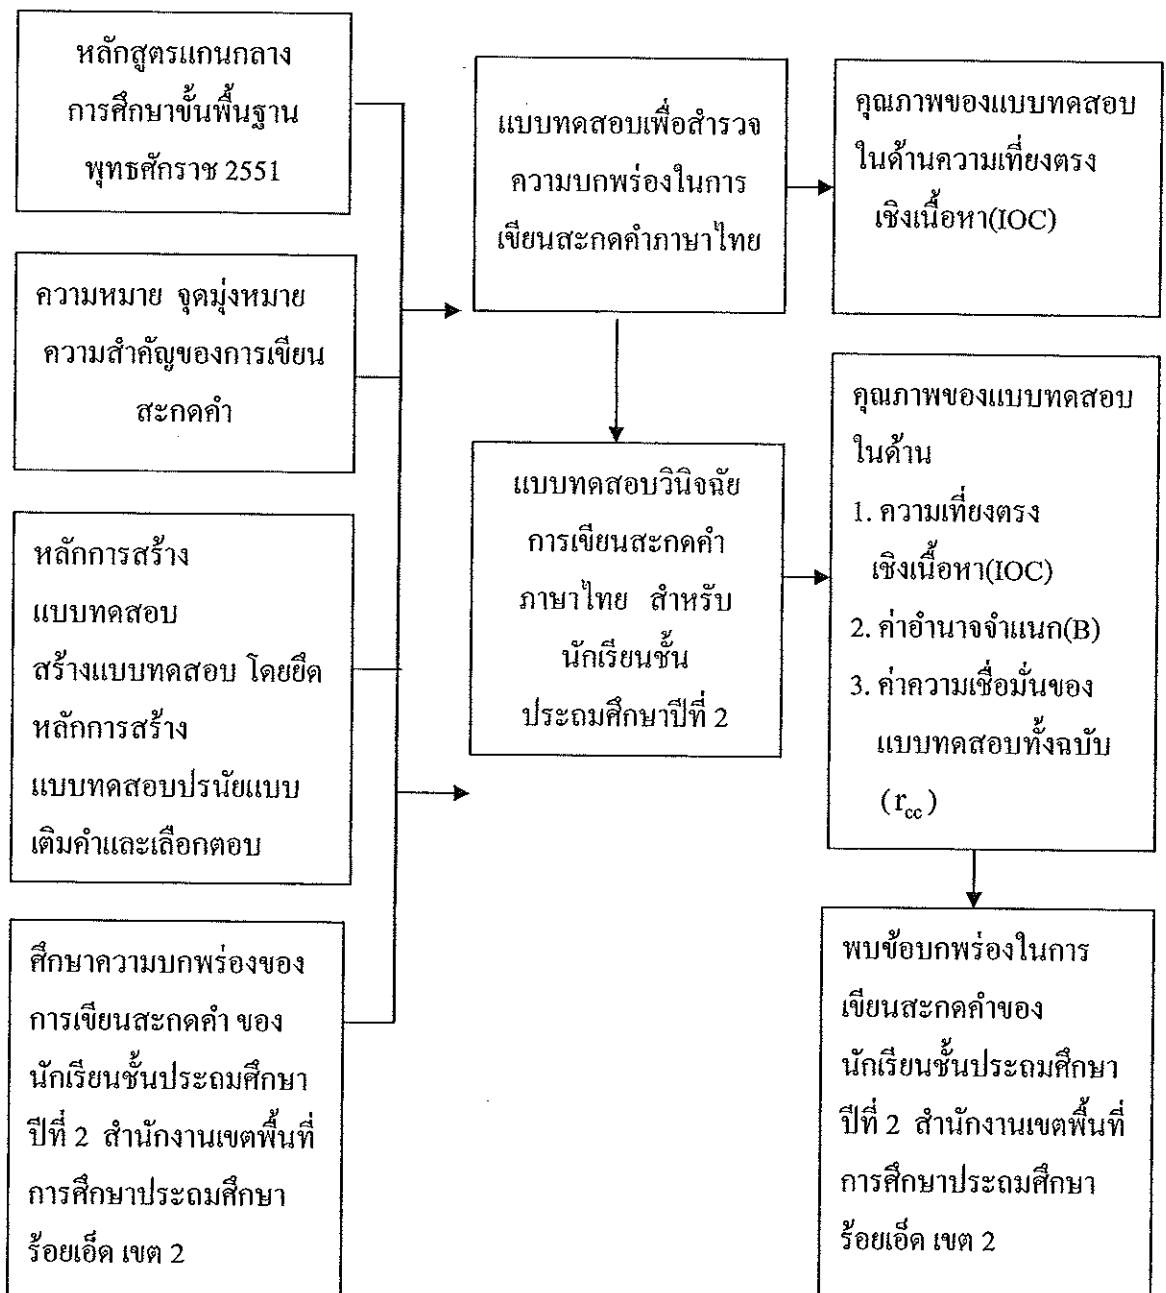 หลักสูตรแกนกลาง
การศึกษาขั้นพื้นฐาน
พุทธศักราช 2551
ความหมาย จุดมุ่งหมาย
ความสำคัญของการเขียน
สะกดคำ
หลักการสร้าง
แบบทดสอบ
สร้างแบบทดสอบ โดยยึด
หลักการสร้าง
แบบทดสอบปรนัยแบบ
เติมคำและเลือกตอบ
ศึกษาความบกพร่องของ
การเขียนสะกดคำ ของ
นักเรียนชั้นประถมศึกษา
ปีที่ 2 สำนักงานเขตพื้นที่
การศึกษาประถมศึกษา
ร้อยเอ็ด เขต 2
แบบทดสอบเพื่อสำรวจ
ความบกพร่องในการ
เขียนสะกดคำภาษาไทย
แบบทดสอบวินิจฉัย
การเขียนสะกดคำ
ภาษาไทย สำหรับ
นักเรียนชั้น
ประถมศึกษาปีที่ 2
คุณภาพของแบบทดสอบ
ในด้านความเที่ยงตรง
เชิงเนื้อหา(IOC)
คุณภาพของแบบทดสอบ
ในด้าน
1. ความเที่ยงตรง
เชิงเนื้อหา(IOC)
2. ค่าอำนาจจำแนก(B)
3. ค่าความเชื่อมั่นของ
แบบทดสอบทั้งฉบับ
(r_cc)
พบข้อบกพร่องในการ
เขียนสะกดคำของ
นักเรียนชั้นประถมศึกษา
ปีที่ 2 สำนักงานเขตพื้นที่
การศึกษาประถมศึกษา
ร้อยเอ็ด เขต 2